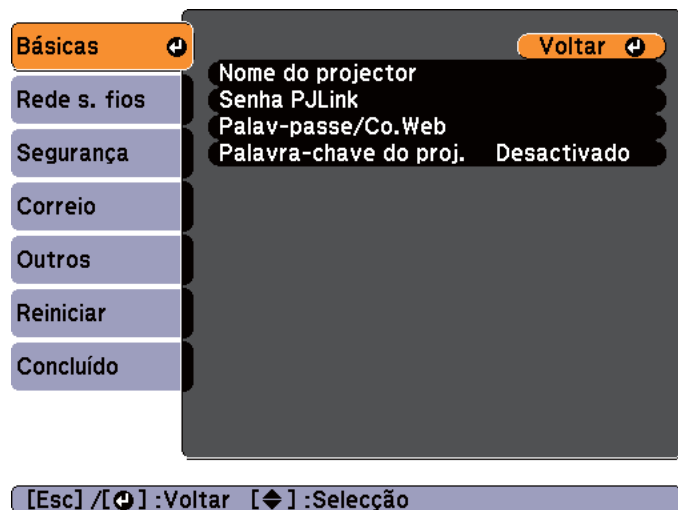 Básicas
Rede s. fios
Segurança
Correio
Outros
Reiniciar
Concluído
Voltar
Nome do projector
Senha PJLink
Palav-passe/Co.Web
Palavra-chave do proj. Desactivado
[Esc] /[ ] :Voltar [ ] :Selecção